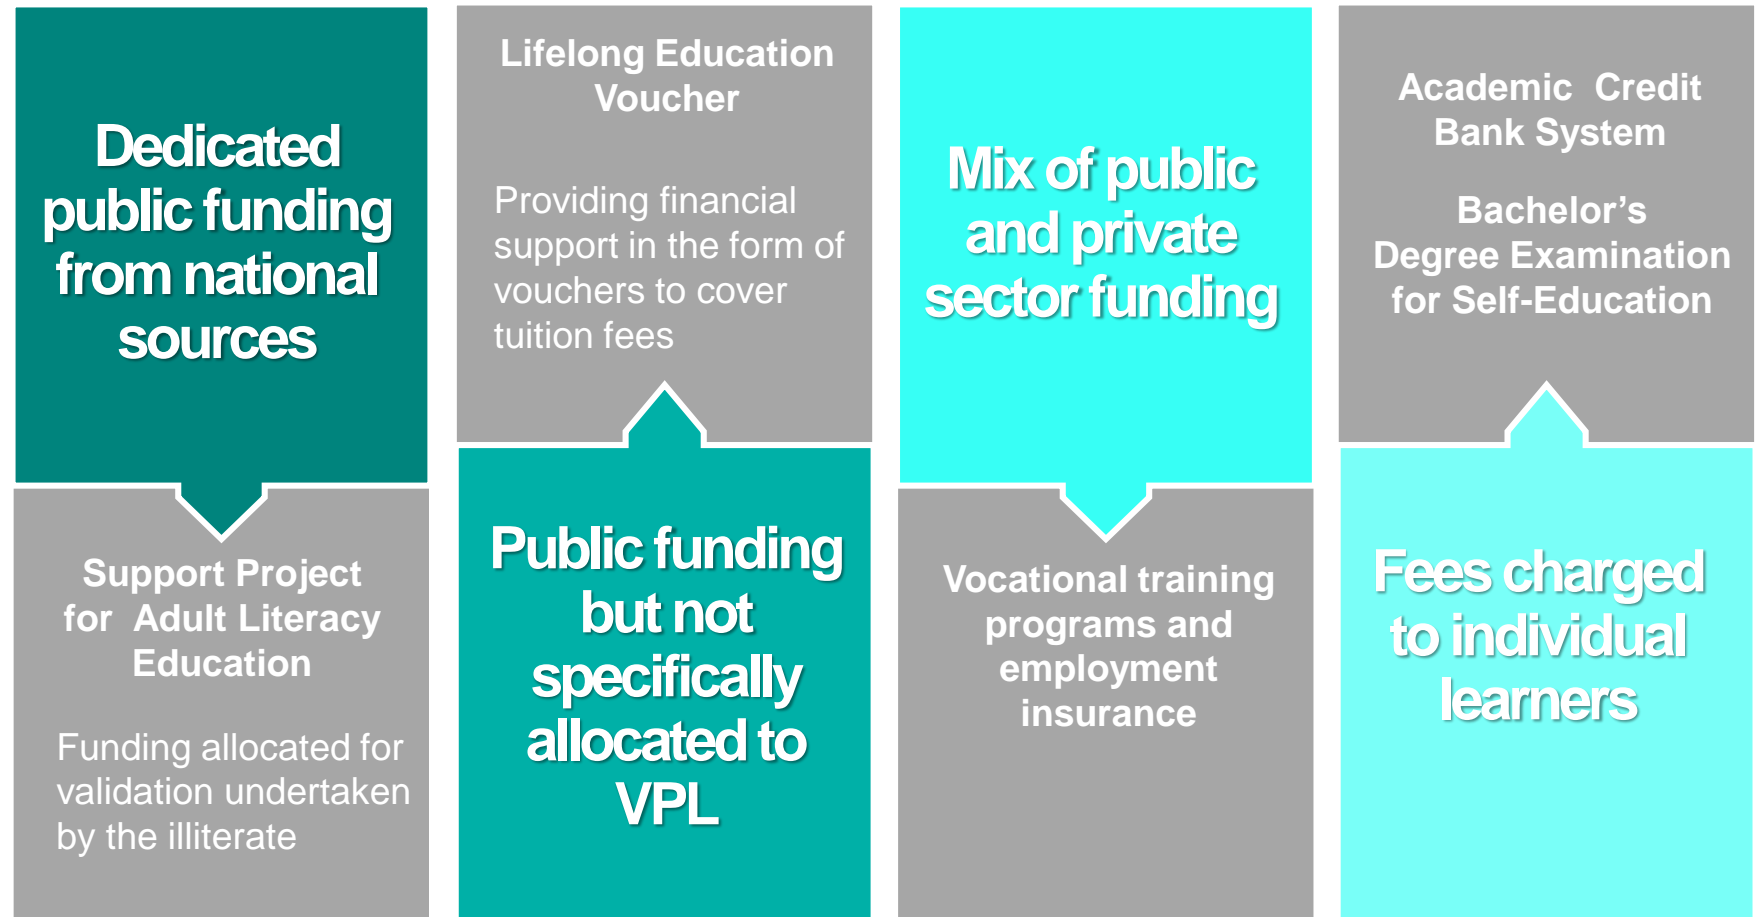 Dedicated
public funding
from national
sources
Support Project
for Adult Literacy
Education
Funding allocated for
validation undertaken
by the illiterate
Lifelong Education
Voucher
Providing financial
support in the form of
vouchers to cover
tuition fees
Public funding
but not
specifically
allocated to
VPL
Mix of public
and private
sector funding
Vocational training
programs and
employment
insurance
Academic Credit
Bank System
Bachelor’s
Degree Examination
for Self-Education
Fees charged
to individual
learners